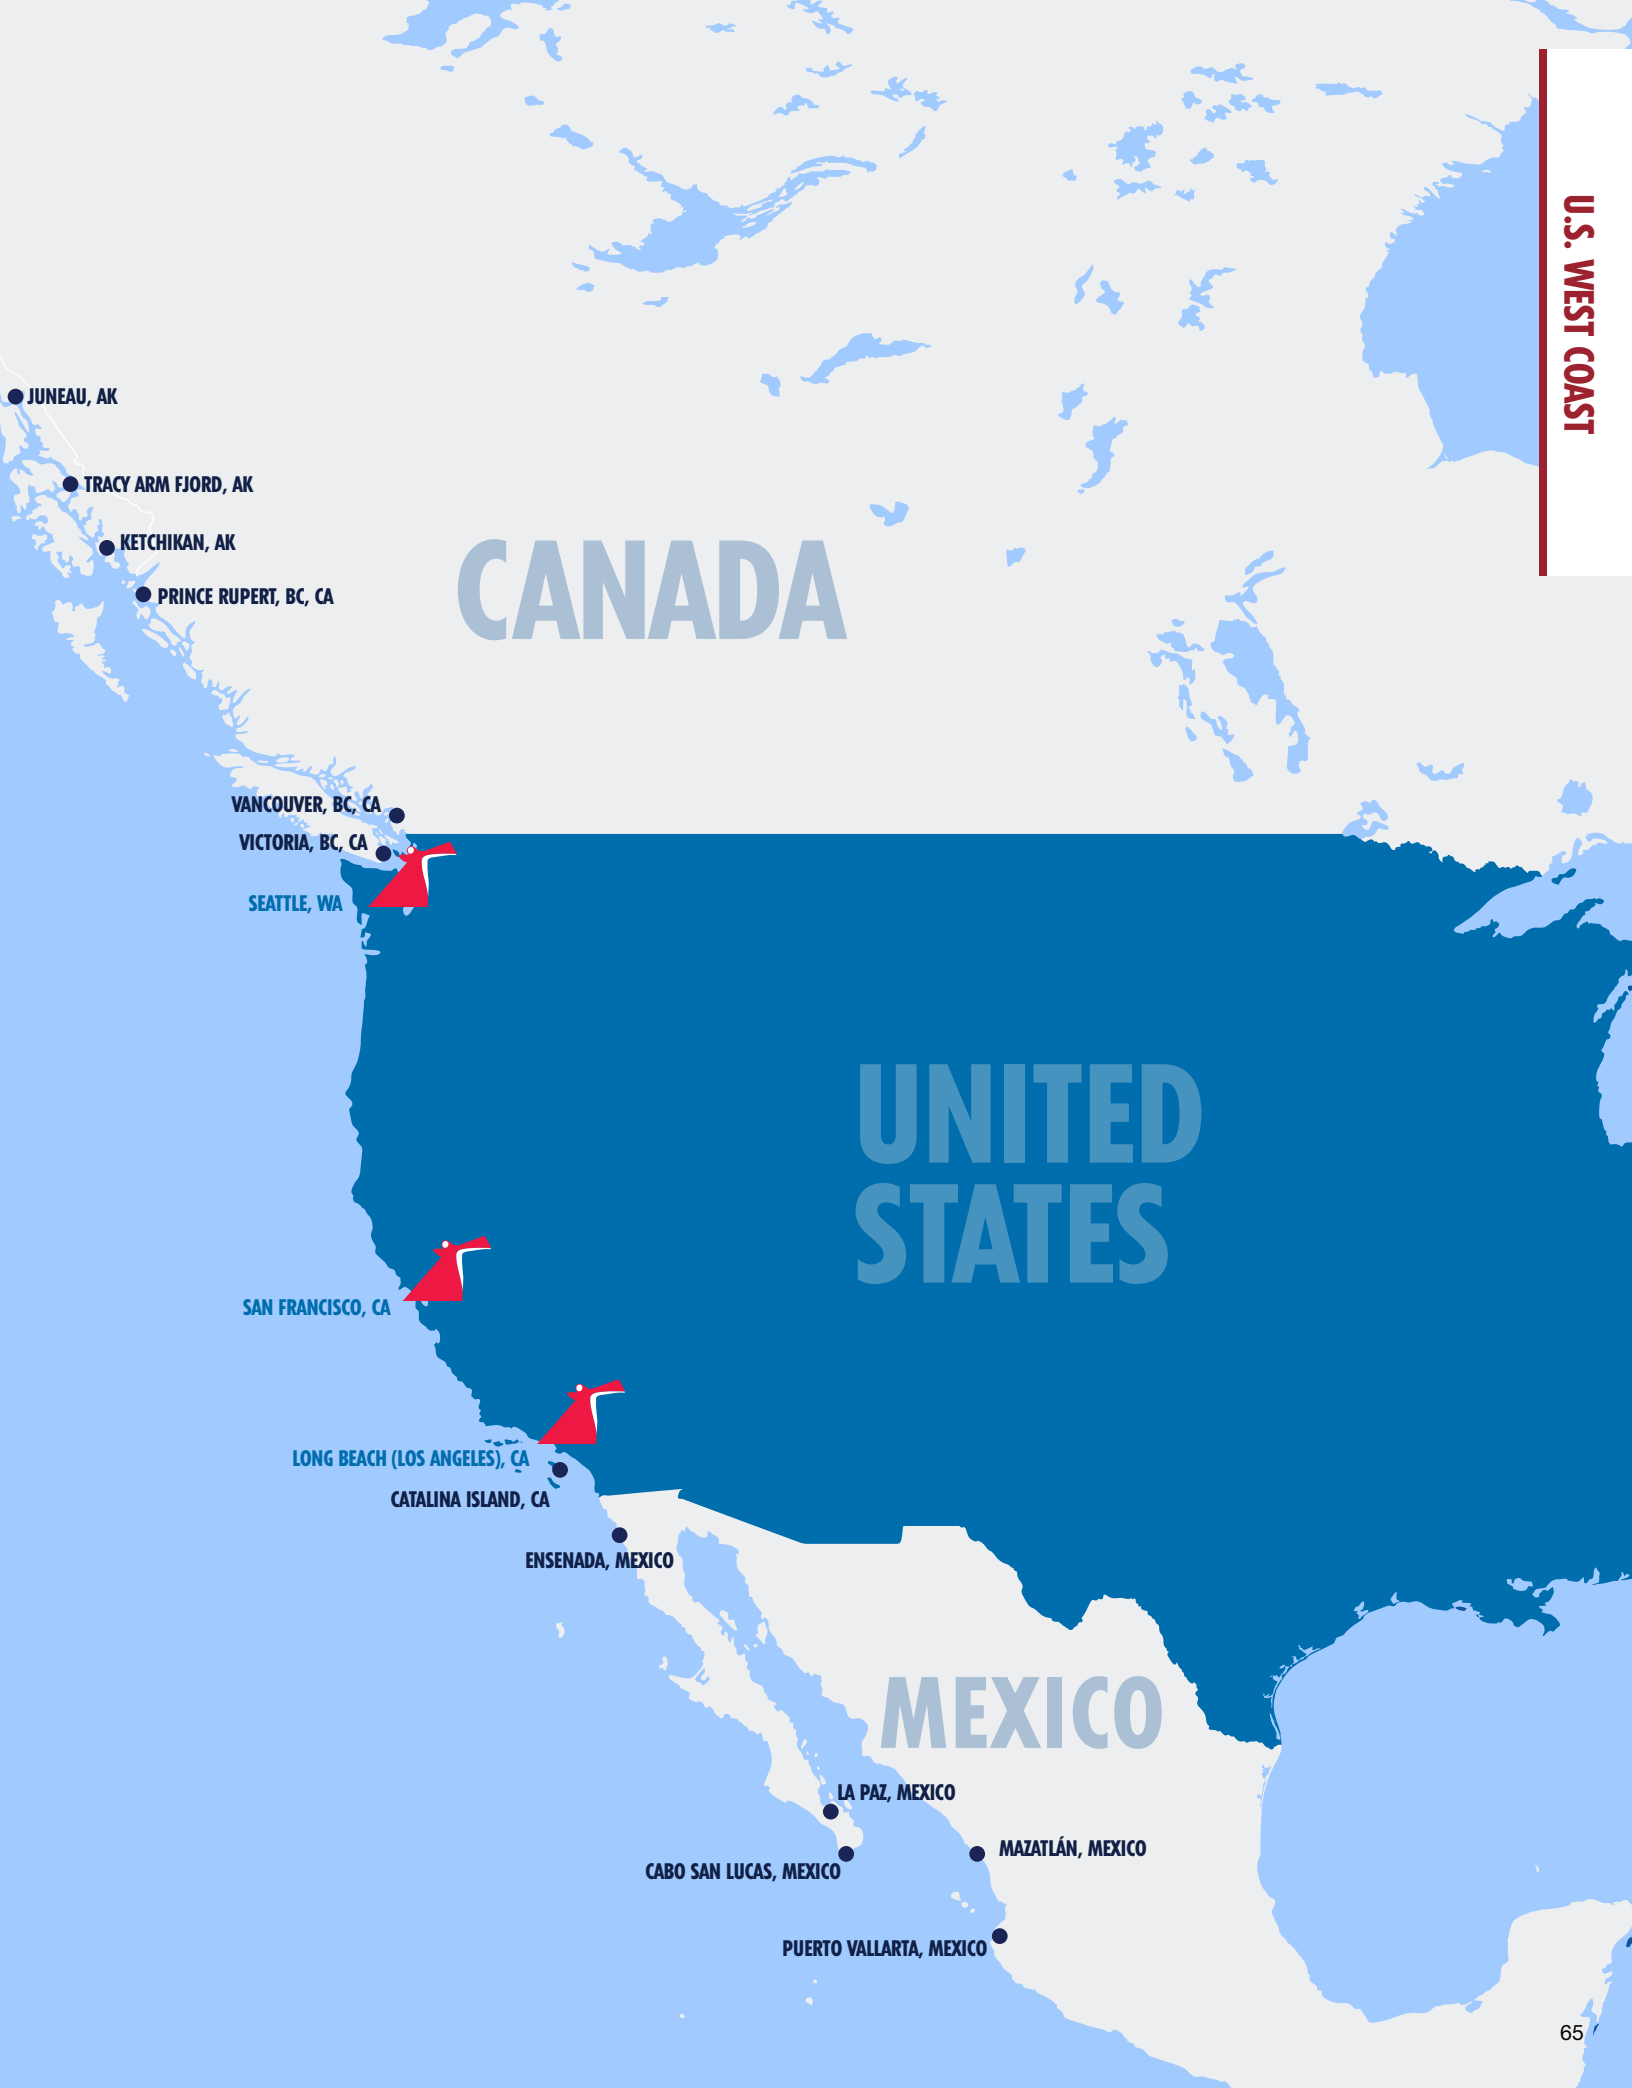 U.S. WEST COAST
JUNEAU, AK
TRACY ARM FJORD, AK
KETCHIKAN, AK
CANADA
PRINCE RUPERT, BC, CA
VANCOUVER, BC, CA
VICTORIA, BC, CA
SEATTLE, WA
UNITED
STATES
SAN FRANCISCO, CA
LONG BEACH (LOS ANGELES), CA
CATALINA ISLAND, CA
ENSENADA, MEXICO
MEXICO
LA PAZ, MEXICO
MAZATLÁN, MEXICO
CABO SAN LUCAS, MEXICO
PUERTO VALLARTA, MEXICO
65